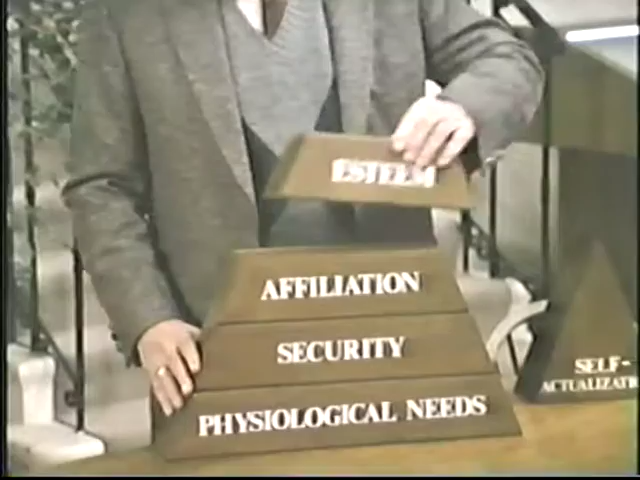 ESTEEM
AFFILIATION
SECURITY
PHYSIOLOGICAL NEEDS
SELF-
ACTUALIZATI